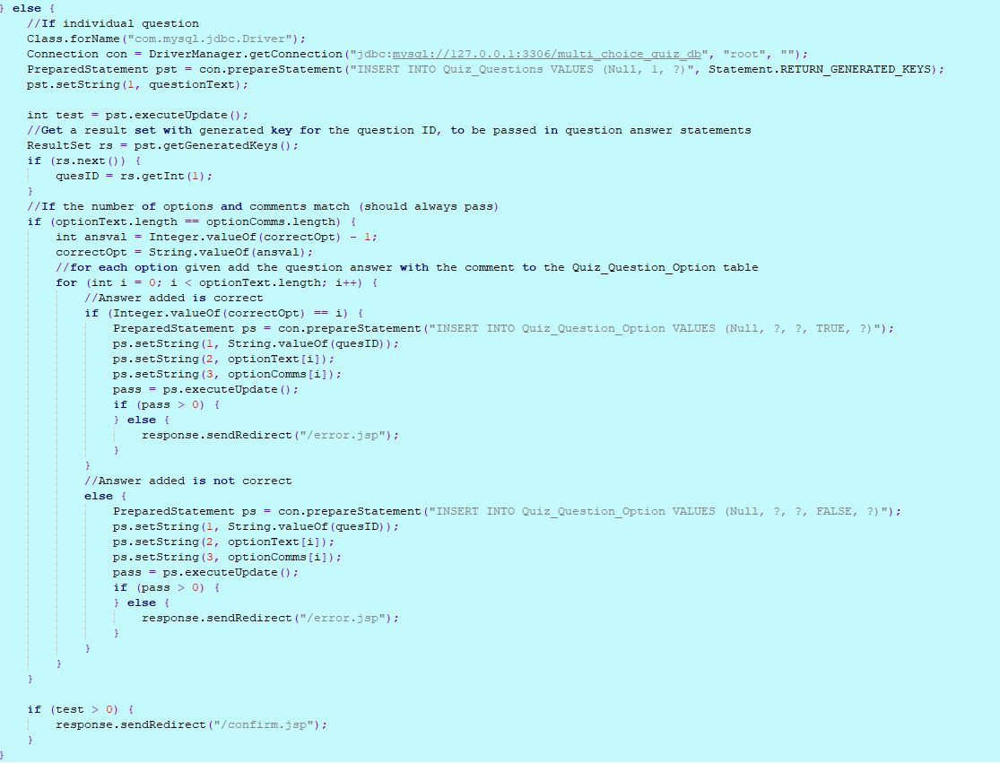 } else {
//If individual question
Class.forName("com.mysql.jdbc.Driver");
Connection con = DriverManager.getConnection("jdbc:mysql://127.0.0.1:3306/multi_choice_quiz_db", "root", "");
PreparedStatement pst = con.prepareStatement("INSERT INTO Quiz_Questions VALUES (Null, 1, ?)", Statement.RETURN_GENERATED_KEYS);
pst.setString(1, questionText);
int test = pst.executeUpdate();
//Get a result set with generated key for the question ID, to be passed in question answer statements
ResultSet rs = pst.getGeneratedKeys();
if (rs.next()) {
quesID = rs.getInt(1);
}
//If the number of options and comments match (should always pass)
if (optionText.length == optionComms.length) {
int ansval = Integer.valueOf(correctOpt) - 1;
correctOpt = String.valueOf(ansval);
//for each option given add the question answer with the comment to the Quiz_Question_Option table
for (int i = 0; i < optionText.length; i++) {
//Answer added is correct
if (Integer.valueOf(correctOpt) == i) {
PreparedStatement ps = con.prepareStatement("INSERT INTO Quiz_Question_Option VALUES (Null, ?, ?, TRUE, ?)");
ps.setString(1, String.valueOf(quesID));
ps.setString(2, optionText[i]);
ps.setString(3, optionComms[i]);
pass = ps.executeUpdate();
if (pass > 0) {
} else {
response.sendRedirect("/error.jsp");
}
}
//Answer added is not correct
else {
PreparedStatement ps = con.prepareStatement("INSERT INTO Quiz_Question_Option VALUES (Null, ?, ?, FALSE, ?)");
ps.setString(1, String.valueOf(quesID));
ps.setString(2, optionText[i]);
ps.setString(3, optionComms[i]);
pass = ps.executeUpdate();
if (pass > 0) {
} else {
response.sendRedirect("/error.jsp");
}
}
}
}
if (test > 0) {
response.sendRedirect("/confirm.jsp");
}
}